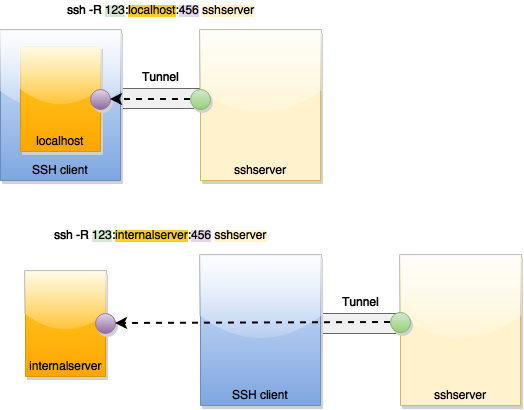 ssh -R 123:localhost:456 sshserver
Tunnel
localhost
SSH client
sshserver
ssh -R 123:internalserver:456 sshserver
Tunnel
internalserver
SSH client
sshserver